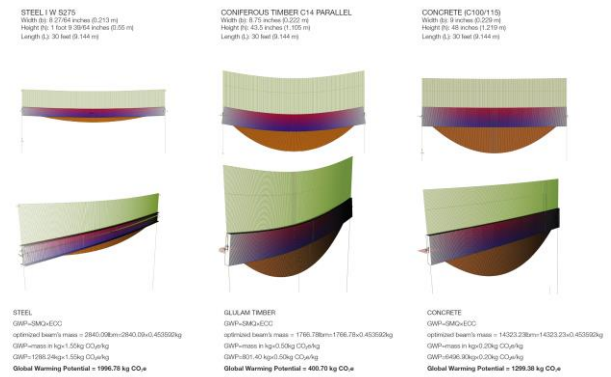 STEEL I W S275
Width (b): 8 27/64 inches (0.213 m)
Height (h): 1 foot 9 39/64 inches (0.55 m)
Length (L): 30 feet (9.144 m)
CONIFEROUS TIMBER C14 PARALLEL
Width (b): 8.75 inches (0.222 m)
Height (h): 43.5 inches (1.105 m)
Length (L): 30 feet (9.144 m)
CONCRETE (C100/115)
Width (b): 9 inches (0.229 m)
Height (h): 48 inches (1.219 m)
Length (L): 30 feet (9.144 m)
STEEL
GWP=SMQ×ECC
optimized beam's mass = 2840.09lbm=2840.09×0.453592kg
GWP=mass in kg×1.55kg CO₂e/kg
GWP=1288.24kg×1.55kg CO₂e/kg
Global Warming Potential = 1996.78 kg CO₂e
GLULAM TIMBER
GWP=SMQ×ECC
optimized beam's mass = 1766.78lbm=1766.78×0.453592kg
GWP=mass in kg×0.50kg CO₂e/kg
GWP=801.40 kg×0.50kg CO₂e/kg
Global Warming Potential = 400.70 kg CO₂e
CONCRETE
GWP=SMQ×ECC
optimized beam's mass = 14323.23lbm=14323.23×0.453592kg
GWP=mass in kg×0.20kg CO₂e/kg
GWP=6496.90kg×0.20kg CO₂e/kg
Global Warming Potential = 1299.38 kg CO₂e